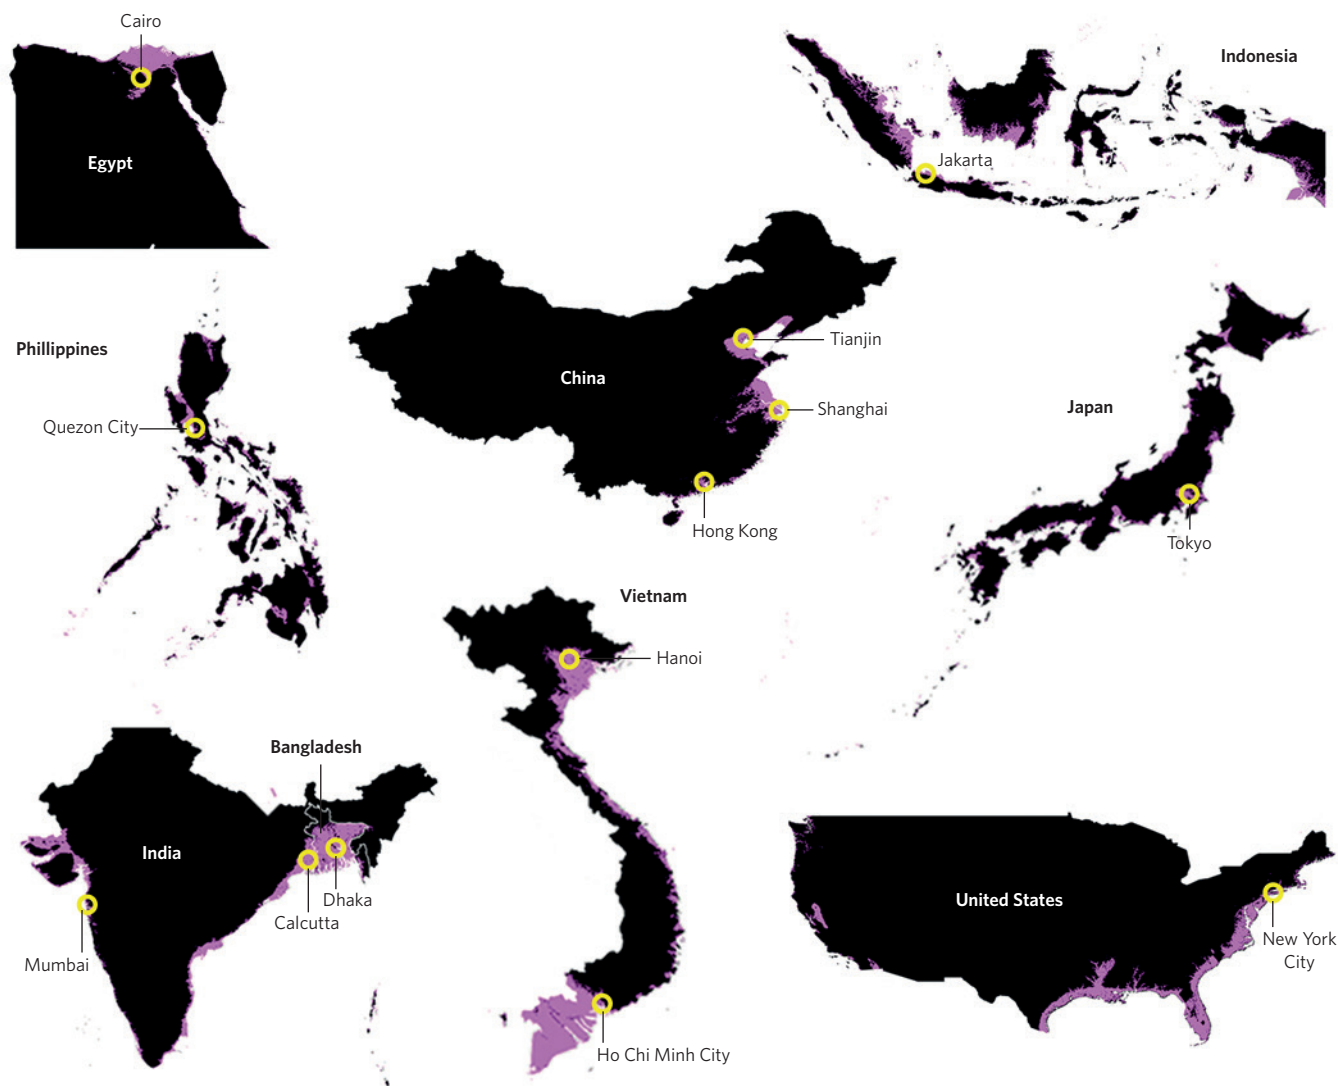 Cairo
Indonesia
Egypt
Jakarta
Phillippines
Tianjin
China
Shanghai
Japan
Quezon City
Hong Kong
Tokyo
Vietnam
Hanoi
Bangladesh
India
Dhaka
United States
Calcutta
New York
City
Mumbai
Ho Chi Minh City